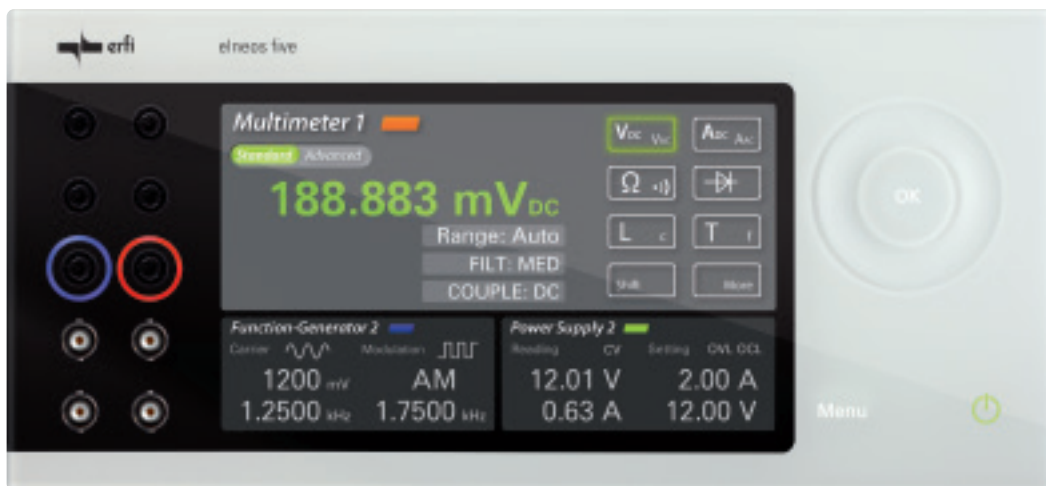 erfi
elneos five
Multimeter 1
Standard Advanced
188.883 mVDC
Range: Auto
FILT: MED
COUPLE: DC
VDC VAC
ADC AAC
Ω
L C
T f
Shift
More
OK
Function-Generator 2
Carrier Modulation
1200 mV AM
1.2500 kHz 1.7500 kHz
Power Supply 2
Reading CV Setting OVL OCL
12.01 V 2.00 A
0.63 A 12.00 V
Menu